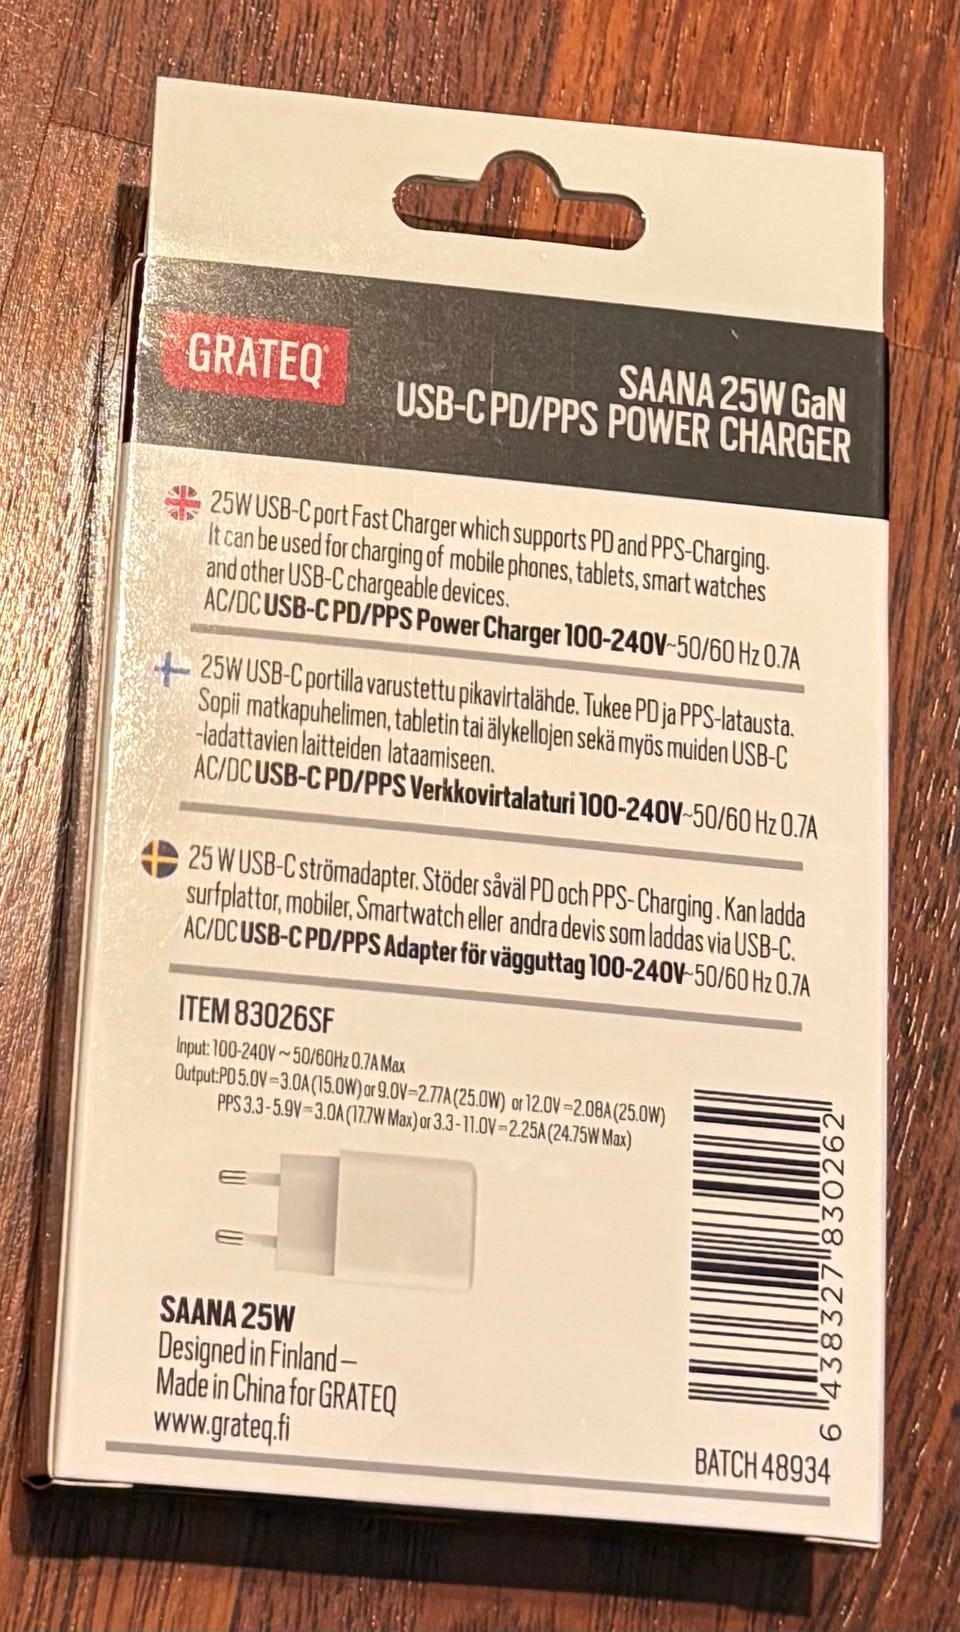 GRATEQ®
SAANA 25W GaN
USB-C PD/PPS POWER CHARGER
25W USB-C port Fast Charger which supports PD and PPS-Charging.
It can be used for charging of mobile phones, tablets, smart watches
and other USB-C chargeable devices.
AC/DC USB-C PD/PPS Power Charger 100-240V~50/60 Hz 0.7A
25W USB-C portilla varustettu pikavirtalähde. Tukee PD ja PPS-latausta.
Sopii matkapuhelimen, tabletin tai älykellojen sekä myös muiden USB-C
-ladattavien laitteiden lataamiseen.
AC/DC USB-C PD/PPS Verkkovirtalaturi 100-240V~50/60 Hz 0.7A
25 W USB-C strömadapter. Stöder såväl PD och PPS- Charging . Kan ladda
surfplattor, mobiler, Smartwatch eller andra devis som laddas via USB-C.
AC/DC USB-C PD/PPS Adapter för vägguttag 100-240V~50/60 Hz 0.7A
ITEM 83026SF
Input: 100-240V ~ 50/60Hz 0.7A Max
Output:PD 5.0V⎓3.0A (15.0W) or 9.0V⎓2.77A (25.0W) or 12.0V⎓2.08A (25.0W)
PPS 3.3 - 5.9V⎓3.0A (17.7W Max) or 3.3 - 11.0V⎓2.25A (24.75W Max)
SAANA 25W
Designed in Finland –
Made in China for GRATEQ
www.grateq.fi
6 438327 830262
BATCH 48934